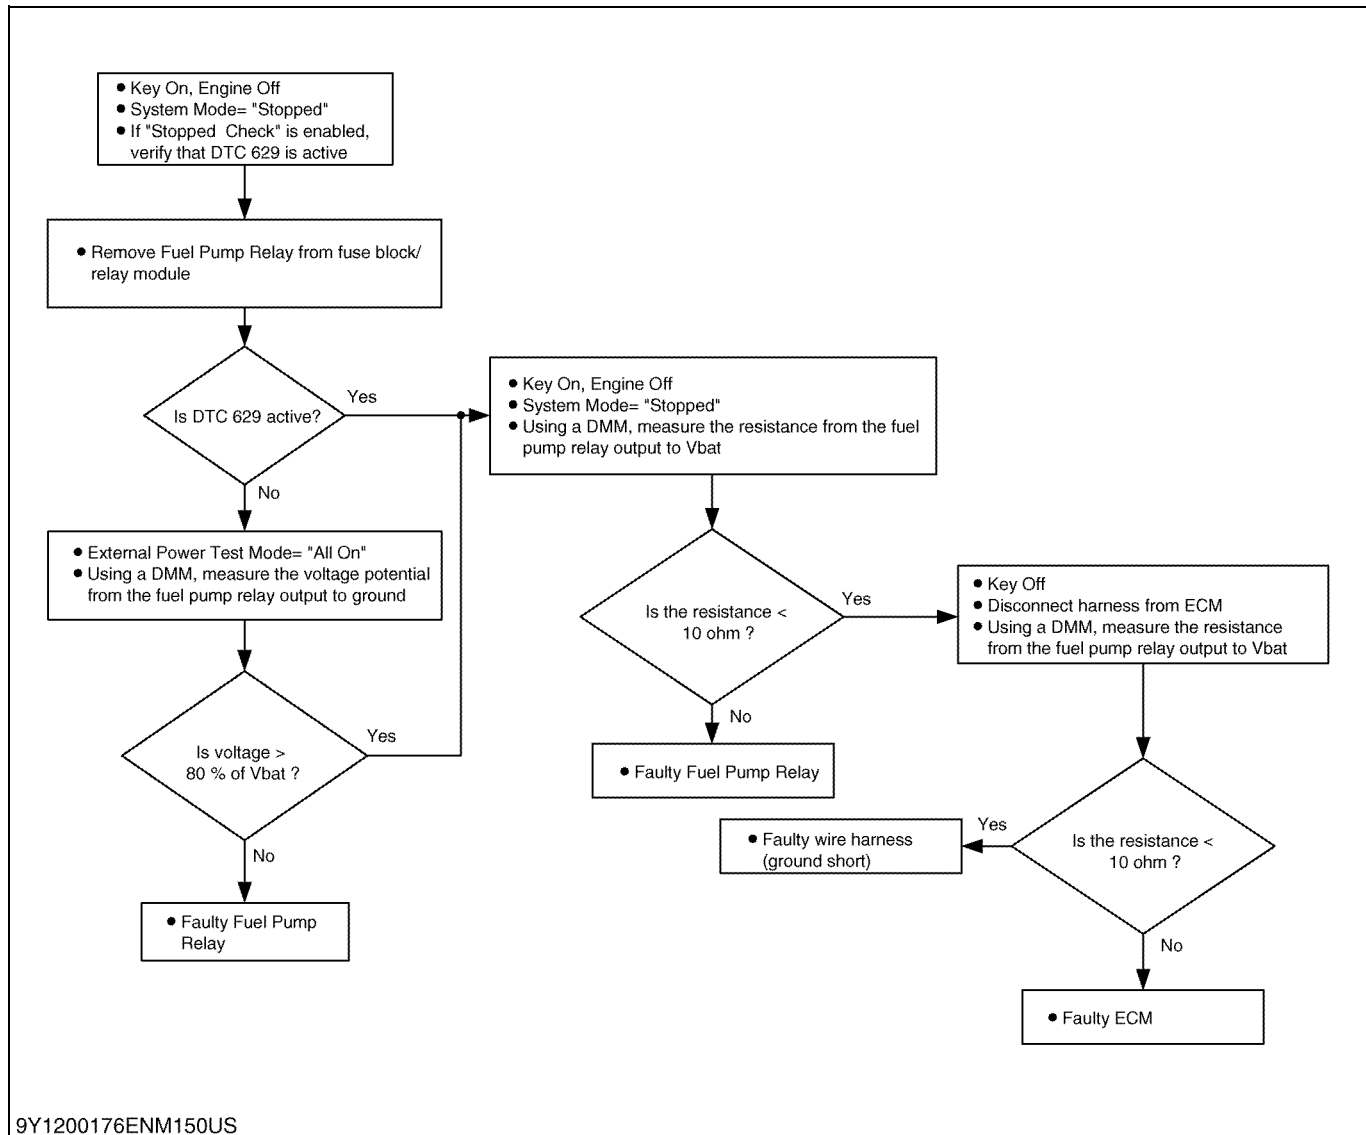 ● Key On, Engine Off
● System Mode= "Stopped"
● If "Stopped Check" is enabled,
verify that DTC 629 is active
● Remove Fuel Pump Relay from fuse block/
relay module
Is DTC 629 active?
Yes
No
● External Power Test Mode= "All On"
● Using a DMM, measure the voltage potential
from the fuel pump relay output to ground
Is voltage >
80 % of Vbat ?
Yes
No
● Faulty Fuel Pump
Relay
● Key On, Engine Off
● System Mode= "Stopped"
● Using a DMM, measure the resistance from the fuel
pump relay output to Vbat
Is the resistance <
10 ohm ?
Yes
No
● Faulty Fuel Pump Relay
● Key Off
● Disconnect harness from ECM
● Using a DMM, measure the resistance
from the fuel pump relay output to Vbat
Is the resistance <
10 ohm ?
Yes
● Faulty wire harness
(ground short)
No
● Faulty ECM
9Y1200176ENM150US